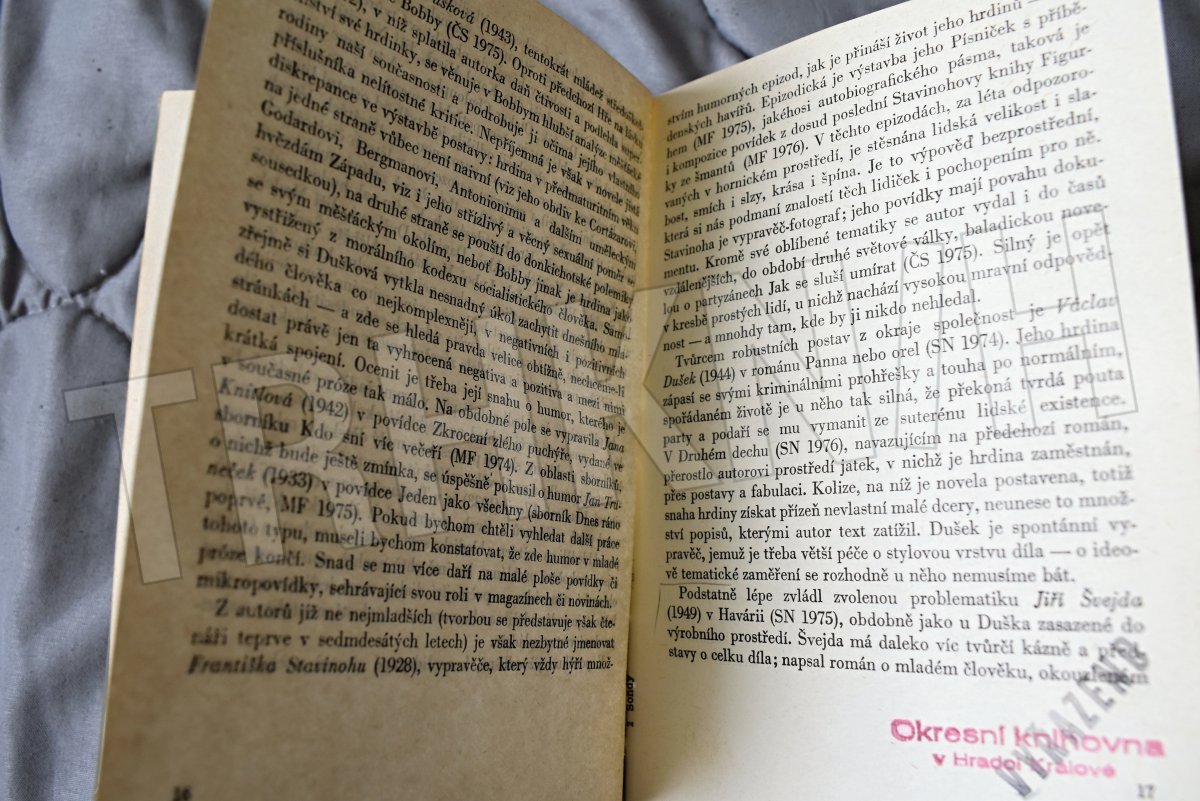 (1943), tentokrát mládež středoškol-
v níž splatila autorka daň čtivosti a podlehla
rodiny naší současnosti a podrobuje ji očima jejího vlastního
příslušníka nelítostné kritice. Nepříjemná je však v novele jistá
diskrepance ve výstavbě postavy: hrdina v předmaturitním věku
na jedné straně vůbec není naivní (viz jeho obdiv ke Cortázarovi,
Godardovi, Bergmanovi, Antonionimu a dalším uměleckým
hvězdám Západu, viz i jeho střízlivý a věcný sexuální poměr se
sousedkou), na druhé straně se pouští do donkichotské polemiky
se svým měšťáckým okolím, neboť Bobby jinak je hrdina jako
vystřižený z morálního kodexu socialistického člověka. Samo-
zřejmě si Dušková vytkla nesnadný úkol zachytit dnešního mla-
dého člověka co nejkomplexněji, v negativních i pozitivních
stránkách — a zde se hledá pravda velice obtížně, nechceme-li
dostat právě jen ta vyhrocená negativa a pozitiva a mezi nimi
krátká spojení. Ocenit je třeba její snahu o humor, kterého je
v současné próze tak málo. Na obdobné pole se vypravila Jana
Knitlová (1942) v povídce Zkrocení zlého puchýře, vydané ve
sborníku Kdo sní víc večeří (MF 1974). Z oblasti sborníků,
o nichž bude ještě zmínka, se úspěšně pokusil o humor Jan Trá-
neček (1933) v povídce Jeden jako všechny (sborník Dnes ráno
poprvé, MF 1975). Pokud bychom chtěli vyhledat další práce
tohoto typu, museli bychom konstatovat, že zde humor v mladé
próze končí. Snad se mu více daří na malé ploše povídky či
mikropovídky, sehrávající svou roli v magazínech či novinách.
Z autorů již ne nejmladších (tvorbou se představuje však čte-
náři teprve v sedmdesátých letech) je však nezbytné jmenovat
Františka Stavinohu (1928), vypravěče, který vždy hýří množ-
16
2 Sondy
stvím humorných epizod, jak je přináší život jeho hrdinů —
denských havířů. Epizodická je výstavba jeho Písniček s příbě-
hem (MF 1975), jakéhosi autobiografického pásma, taková je
i kompozice povídek z dosud poslední Stavinohovy knihy Figur-
ky ze šmantů (MF 1976). V těchto epizodách, za léta odpozoro-
vaných v hornickém prostředí, je stěsnána lidská velikost i sla-
bost, smích i slzy, krása i špína. Je to výpověď bezprostřední,
která si nás podmaní znalostí těch lidiček i pochopením pro ně.
Stavinoha je vypravěč-fotograf; jeho povídky mají povahu doku-
mentu. Kromě své oblíbené tematiky se autor vydal i do časů
vzdálenějších, do období druhé světové války, baladickou nove-
lou o partyzánech Jak se sluší umírat (ČS 1975). Silný je opět
v kresbě prostých lidí, u nichž nachází vysokou mravní odpověd-
nost — a mnohdy tam, kde by ji nikdo nehledal.
Tvůrcem robustních postav z okraje společnost je Václav
Dušek (1944) v románu Panna nebo orel (SN 1974). Jeho hrdina
zápasí se svými kriminálními prohřešky a touha po normálním,
spořádaném životě je u něho tak silná, že překoná tvrdá pouta
party a podaří se mu vymanit ze suterénu lidské existence.
V Druhém dechu (SN 1976), navazujícím na předchozí román,
přerostlo autorovi prostředí jatek, v nichž je hrdina zaměstnán,
přes postavy a fabulaci. Kolize, na níž je novela postavena, totiž
snaha hrdiny získat přízeň nevlastní malé dcery, neunese to množ-
ství popisů, kterými autor text zatížil. Dušek je spontánní vy-
pravěč, jemuž je třeba větší péče o stylovou vrstvu díla — o ideo-
vě tematické zaměření se rozhodně u něho nemusíme bát.
Podstatně lépe zvládl zvolenou problematiku Jiří Švejda
(1949) v Havárii (SN 1975), obdobně jako u Duška zasazené do
výrobního prostředí. Švejda má daleko víc tvůrčí kázně a před-
stavy o celku díla; napsal román o mladém člověku, okouzleném
VYŘAZENO
Okresní knihovna
v Hradci Králové
17